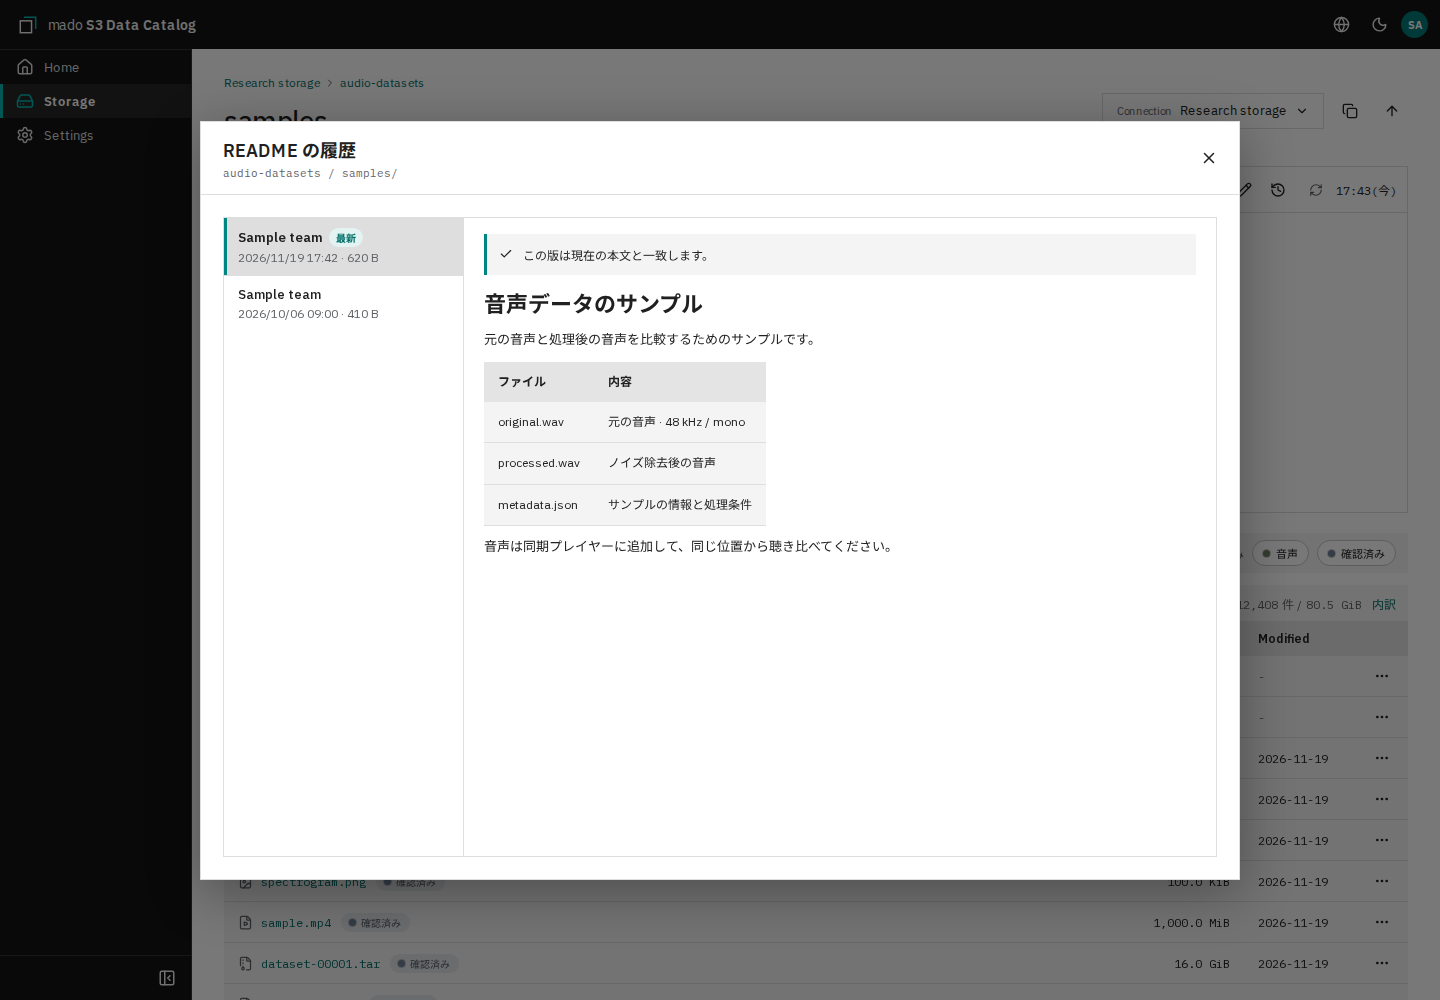 mado S3 Data Catalog
SA
Home
Storage
Settings
Research storage > audio-datasets
samples
Connection Research storage
17:43(今)
README の履歴
audio-datasets / samples/
Sample team 最新
2026/11/19 17:42 · 620 B
Sample team
2026/10/06 09:00 · 410 B
この版は現在の本文と一致します。
音声データのサンプル
元の音声と処理後の音声を比較するためのサンプルです。
ファイル 内容
original.wav 元の音声 · 48 kHz / mono
processed.wav ノイズ除去後の音声
metadata.json サンプルの情報と処理条件
音声は同期プレイヤーに追加して、同じ位置から聴き比べてください。
音声 確認済み
12,408 件 / 80.5 GiB 内訳
Modified
-
-
2026-11-19
2026-11-19
2026-11-19
spectrogram.png 確認済み 100.0 KiB 2026-11-19
sample.mp4 確認済み 1,000.0 MiB 2026-11-19
dataset-00001.tar 確認済み 16.0 GiB 2026-11-19